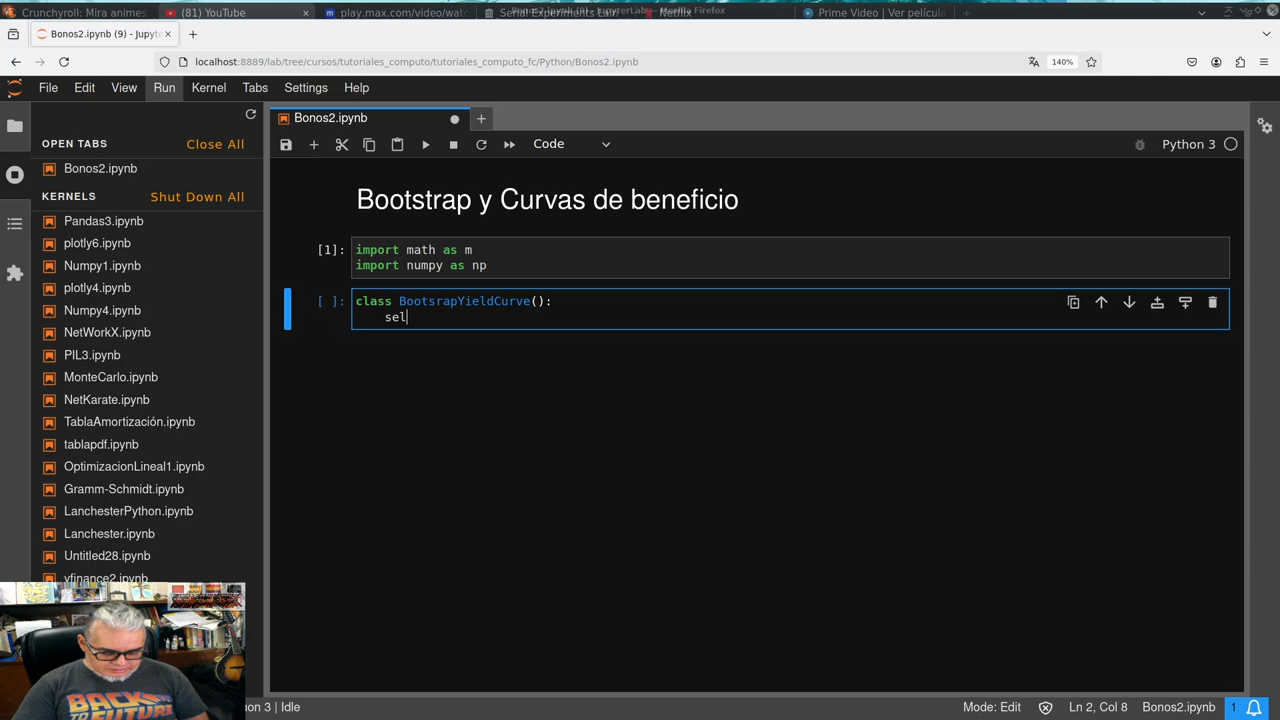 Crunchyroll: Mira animes
(81) YouTube
play.max.com/video/wat
Serial Experiments Lain
Netflix
Prime Video | Ver películ
Bonos2.ipynb (9) - Jupyte
localhost:8889/lab/tree/cursos/tutoriales_computo/tutoriales_computo_fc/Python/Bonos2.ipynb
140%
File Edit View Run Kernel Tabs Settings Help
Bonos2.ipynb
OPEN TABS Close All
Code
Python 3
Bonos2.ipynb
KERNELS Shut Down All
Pandas3.ipynb
plotly6.ipynb
Numpy1.ipynb
plotly4.ipynb
Numpy4.ipynb
NetWorkX.ipynb
PIL3.ipynb
MonteCarlo.ipynb
NetKarate.ipynb
TablaAmortización.ipynb
tablapdf.ipynb
OptimizacionLineal1.ipynb
Gramm-Schmidt.ipynb
LanchesterPython.ipynb
Lanchester.ipynb
Untitled28.ipynb
yfinance2.ipynb
Bootstrap y Curvas de beneficio
[1]: import math as m
import numpy as np
[ ]: class BootsrapYieldCurve():
sel
BACK
TO
FUTURE
on 3 | Idle
Mode: Edit
Ln 2, Col 8
Bonos2.ipynb
1